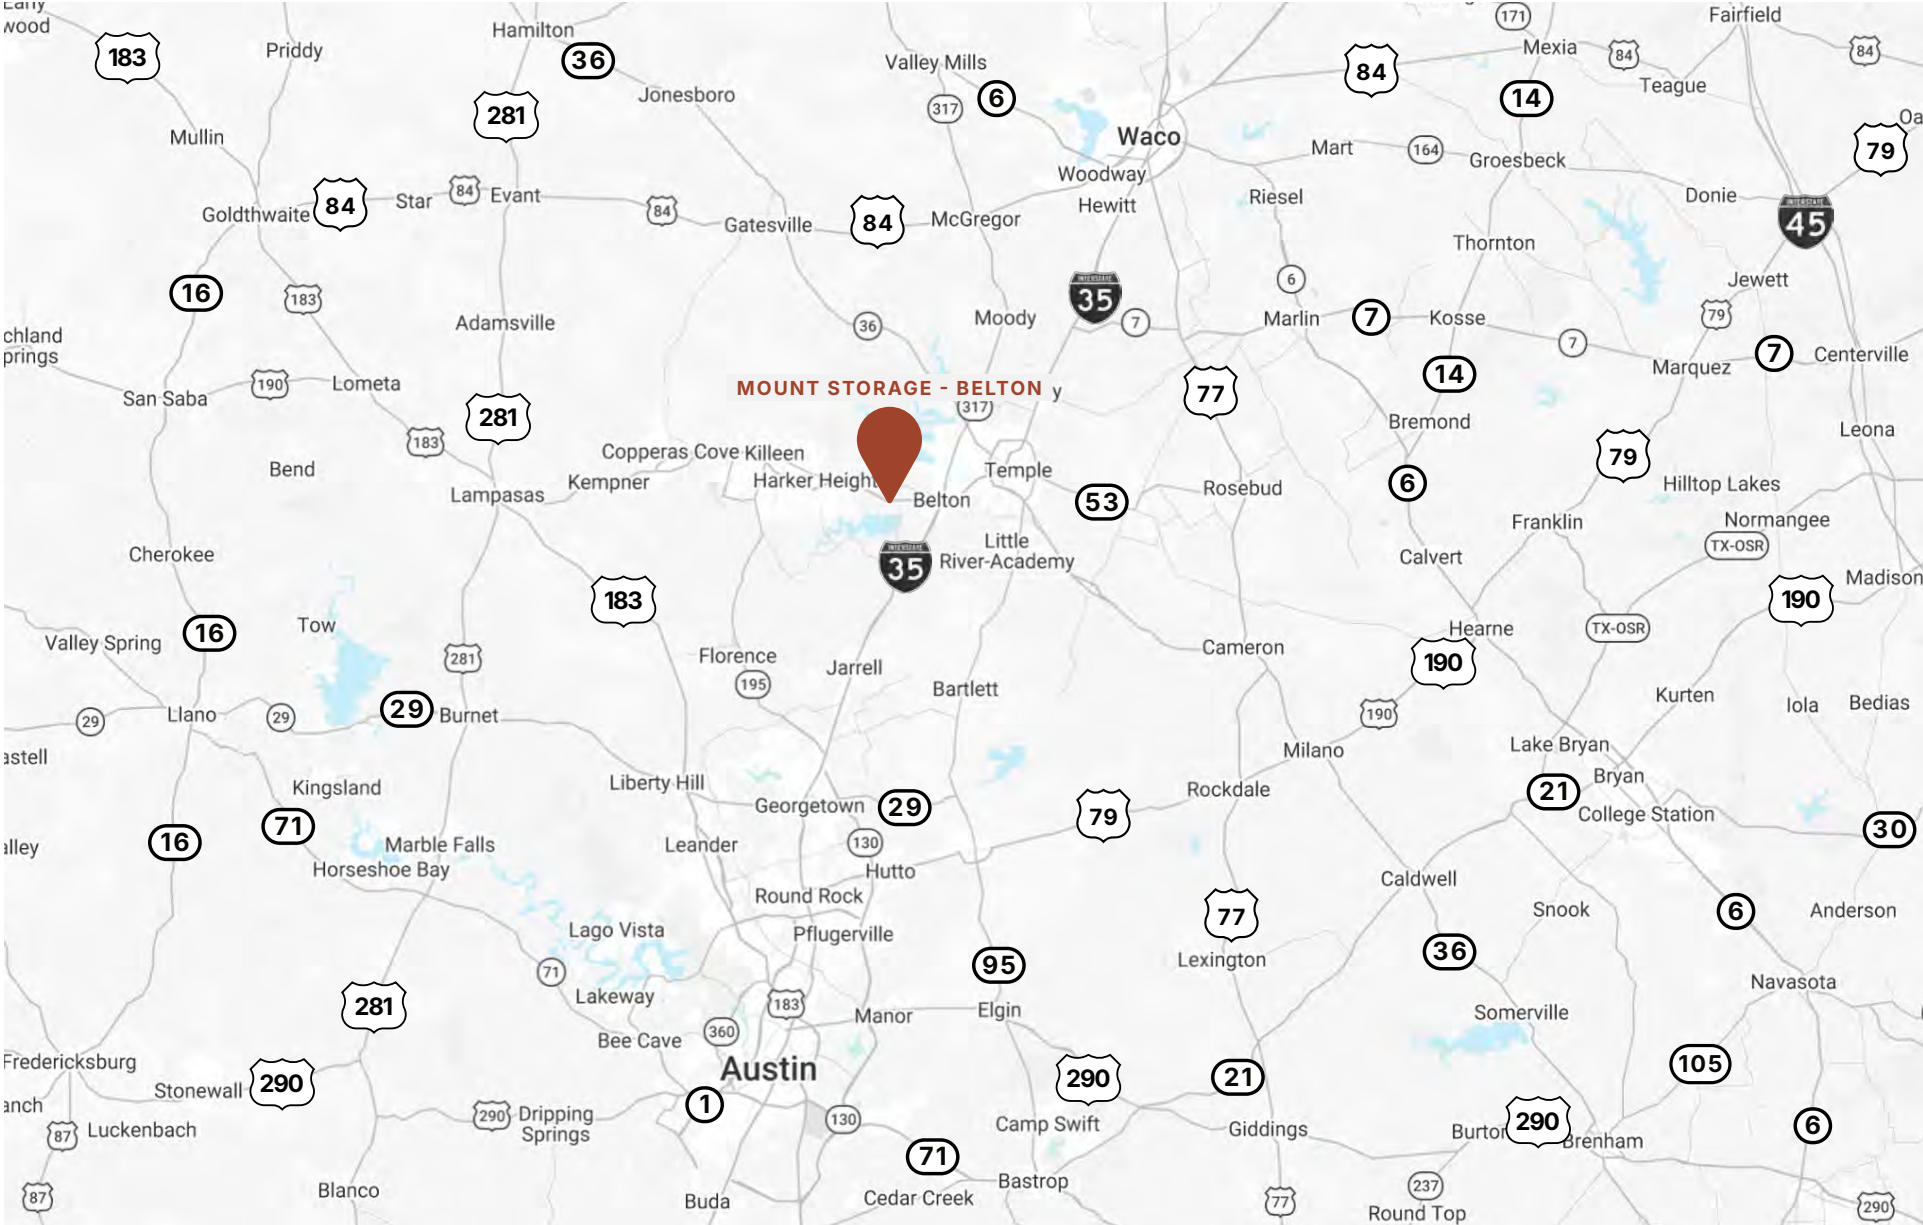 Early
wood
Hamilton
171
Fairfield
183
Priddy
36
Valley Mills
Mexia
84
84
84
281
Jonesboro
317
6
14
Teague
Mullin
Waco
Mart
164
Groesbeck
79
Goldthwaite
84
Star
84
Evant
84
Gatesville
84
McGregor
Woodway
Hewitt
Riesel
Donie
INTERSTATE
45
16
183
Adamsville
36
Moody
INTERSTATE
35
7
6
Marlin
7
Thornton
Kosse
7
Jewett
79
chland
prings
San Saba
190
Lometa
281
MOUNT STORAGE - BELTON
y
317
77
14
Marquez
7
Centerville
183
Bend
Lampasas
Kempner
Copperas Cove
Killeen
Harker Height
Belton
Temple
53
Rosebud
Bremond
6
79
Leona
Hilltop Lakes
Franklin
Normangee
TX-OSR
Cherokee
183
INTERSTATE
35
Little
River-Academy
Calvert
Madison
190
Tow
16
Valley Spring
281
Florence
195
Jarrell
Bartlett
Cameron
Hearne
190
TX-OSR
29
Llano
29
29
Burnet
190
Kurten
Iola
Bedias
astell
Kingsland
Liberty Hill
Georgetown
29
79
Rockdale
Milano
Lake Bryan
Bryan
21
College Station
30
alley
16
71
Marble Falls
Horseshoe Bay
Leander
130
Hutto
Round Rock
Caldwell
77
Snook
6
Anderson
Lago Vista
Pflugerville
95
Lexington
36
71
Lakeway
183
Navasota
281
Bee Cave
360
Manor
Elgin
Somerville
Fredericksburg
Stonewall
290
Austin
290
21
105
anch
87
Luckenbach
290
Dripping
Springs
1
130
Camp Swift
Giddings
Burton
290
Brenham
6
87
Blanco
Buda
71
Cedar Creek
Bastrop
77
237
Round Top
290